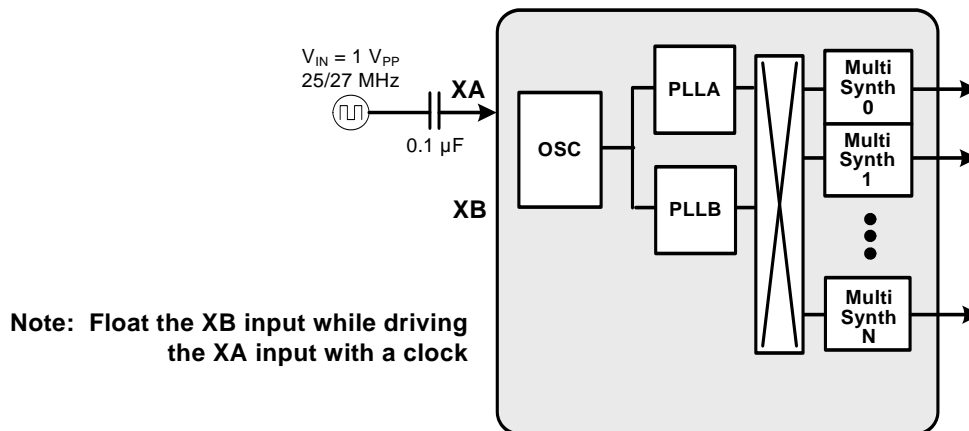 V_IN = 1 V_PP
25/27 MHz
XA
0.1 µF
XB
OSC
PLLA
PLLB
Multi
Synth
0
Multi
Synth
1
Multi
Synth
N
Note: Float the XB input while driving
the XA input with a clock